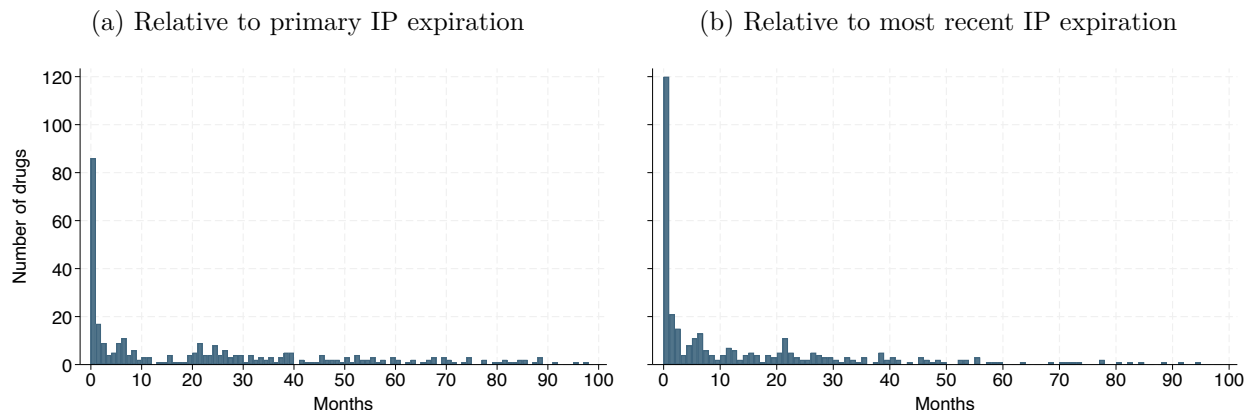 (a) Relative to primary IP expiration
(b) Relative to most recent IP expiration
Number of drugs
120
100
80
60
40
20
0
0 10 20 30 40 50 60 70 80 90 100
Months
0 10 20 30 40 50 60 70 80 90 100
Months